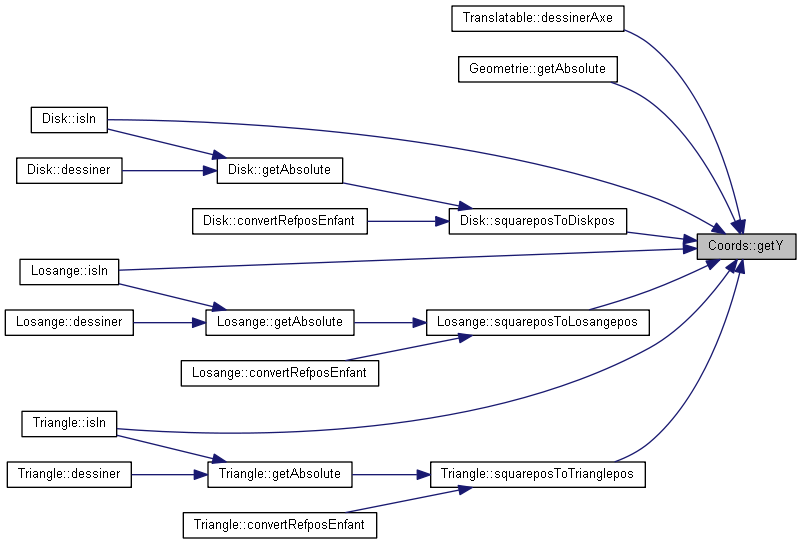 Translatable::dessinerAxe
Geometrie::getAbsolute
Disk::isIn
Disk::dessiner
Disk::getAbsolute
Disk::convertRefposEnfant
Disk::squareposToDiskpos
Coords::getY
Losange::isIn
Losange::dessiner
Losange::getAbsolute
Losange::squareposToLosangepos
Losange::convertRefposEnfant
Triangle::isIn
Triangle::dessiner
Triangle::getAbsolute
Triangle::squareposToTrianglepos
Triangle::convertRefposEnfant